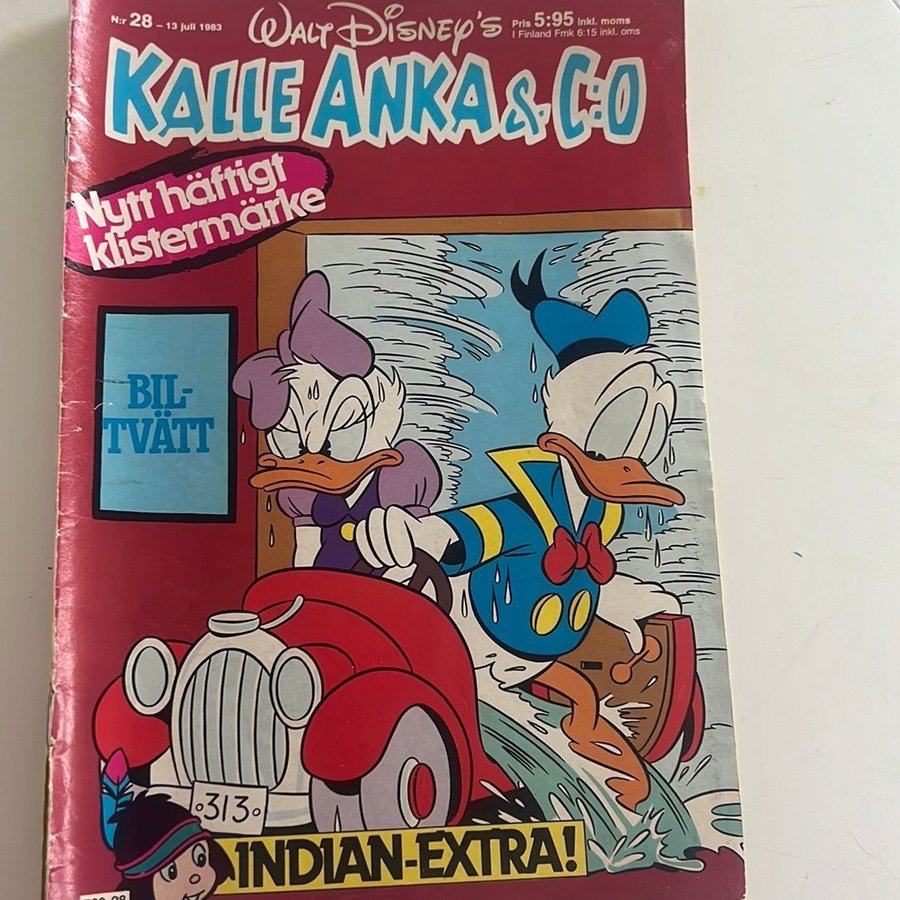 N:r 28 – 13 juli 1983
WALT DISNEY'S
Pris 5:95 inkl. moms
I Finland Fmk 6:15 inkl. oms
KALLE ANKA & C:O
Nytt häftigt
klistermärke
BIL-
TVÄTT
313
INDIAN-EXTRA!